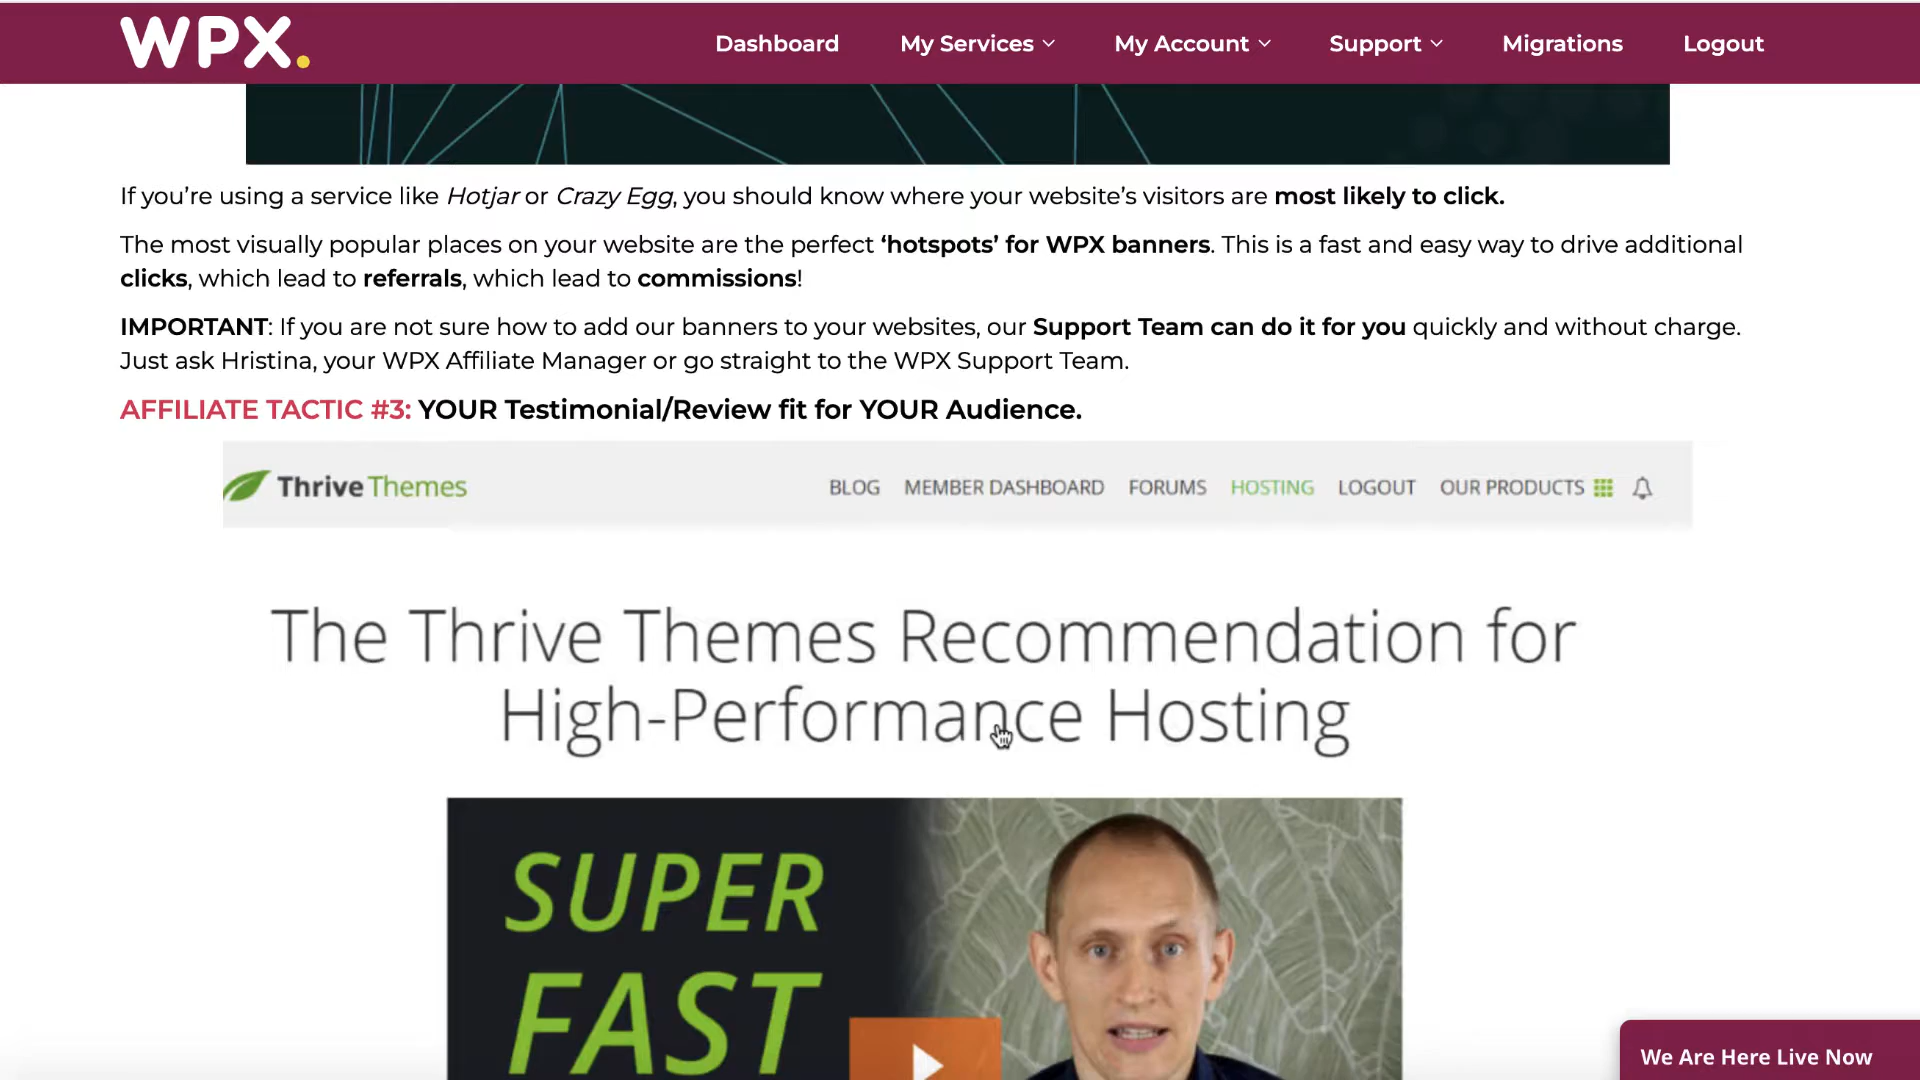 WPX.
Dashboard
My Services
My Account
Support
Migrations
Logout
If you’re using a service like Hotjar or Crazy Egg, you should know where your website’s visitors are most likely to click.
The most visually popular places on your website are the perfect ‘hotspots’ for WPX banners. This is a fast and easy way to drive additional
clicks, which lead to referrals, which lead to commissions!
IMPORTANT: If you are not sure how to add our banners to your websites, our Support Team can do it for you quickly and without charge.
Just ask Hristina, your WPX Affiliate Manager or go straight to the WPX Support Team.
AFFILIATE TACTIC #3: YOUR Testimonial/Review fit for YOUR Audience.
Thrive Themes
BLOG
MEMBER DASHBOARD
FORUMS
HOSTING
LOGOUT
OUR PRODUCTS
The Thrive Themes Recommendation for
High-Performance Hosting
SUPER
FAST
We Are Here Live Now